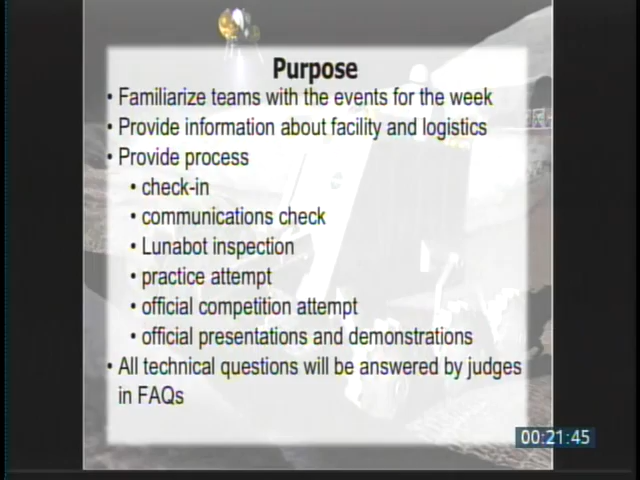 Purpose
• Familiarize teams with the events for the week
• Provide information about facility and logistics
• Provide process
• check-in
• communications check
• Lunabot inspection
• practice attempt
• official competition attempt
• official presentations and demonstrations
• All technical questions will be answered by judges
in FAQs
00:21:45